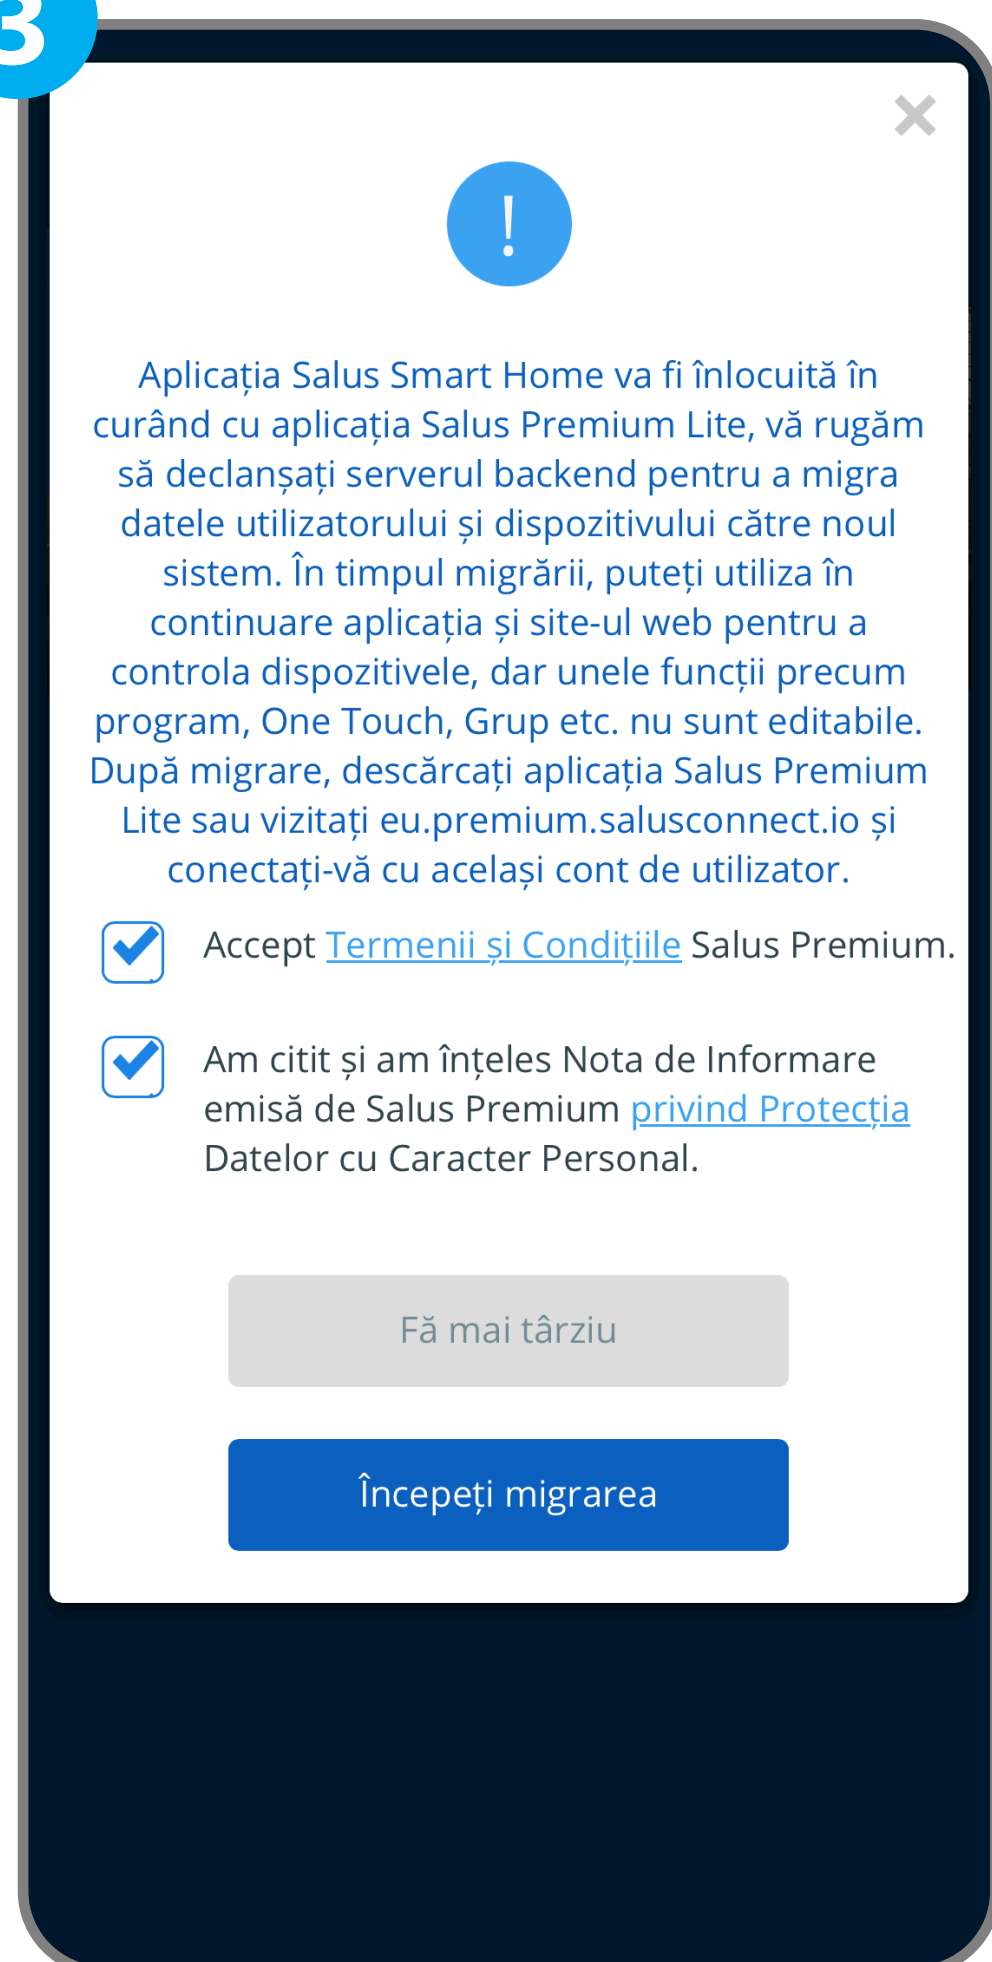 3
!
Aplicația Salus Smart Home va fi înlocuită în
curând cu aplicația Salus Premium Lite, vă rugăm
să declanșați serverul backend pentru a migra
datele utilizatorului și dispozitivului către noul
sistem. În timpul migrării, puteți utiliza în
continuare aplicația și site-ul web pentru a
controla dispozitivele, dar unele funcții precum
program, One Touch, Grup etc. nu sunt editabile.
După migrare, descărcați aplicația Salus Premium
Lite sau vizitați eu.premium.salusconnect.io și
conectați-vă cu același cont de utilizator.
Accept Termenii și Condițiile Salus Premium.
Am citit și am înțeles Nota de Informare
emisă de Salus Premium privind Protecția
Datelor cu Caracter Personal.
Fă mai târziu
Începeți migrarea